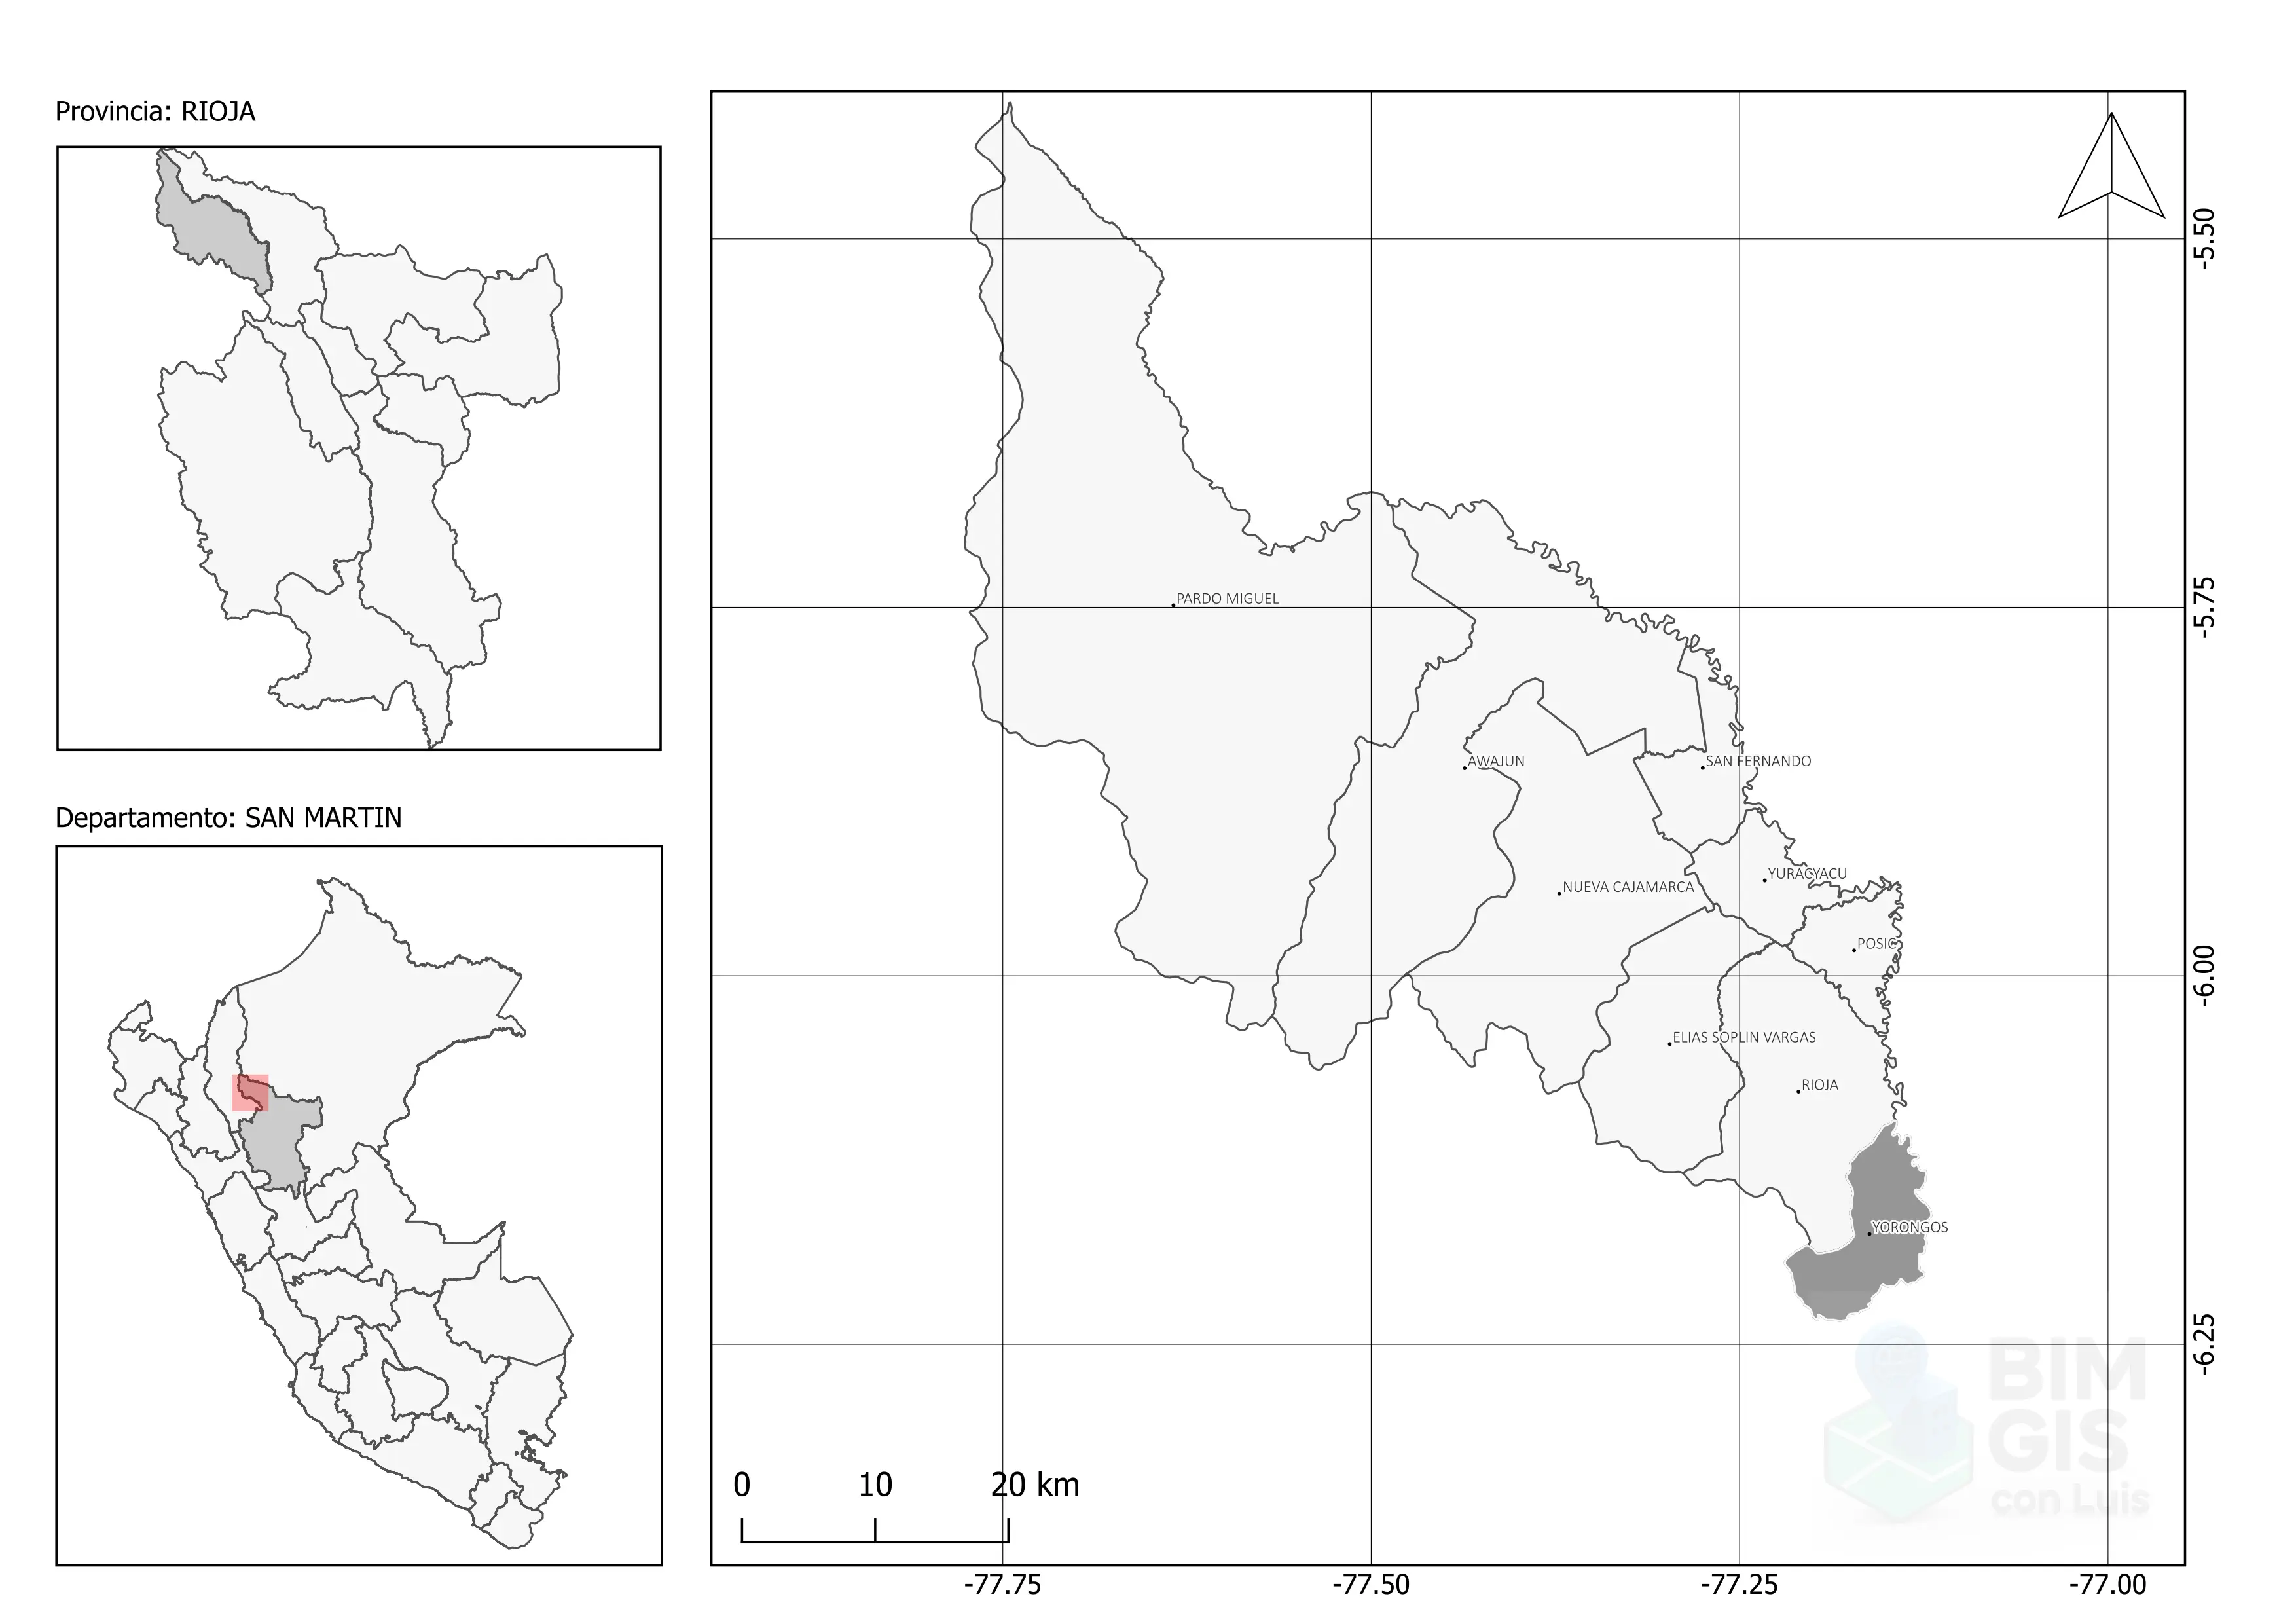 Provincia: RIOJA
Departamento: SAN MARTIN
PARDO MIGUEL
AWAJUN
SAN FERNANDO
YURACYACU
NUEVA CAJAMARCA
POSIC
ELIAS SOPLIN VARGAS
RIOJA
YORONGOS
-5.50
-5.75
-6.00
-6.25
BIM
GIS
con Luis
0 10 20 km
-77.75 -77.50 -77.25 -77.00